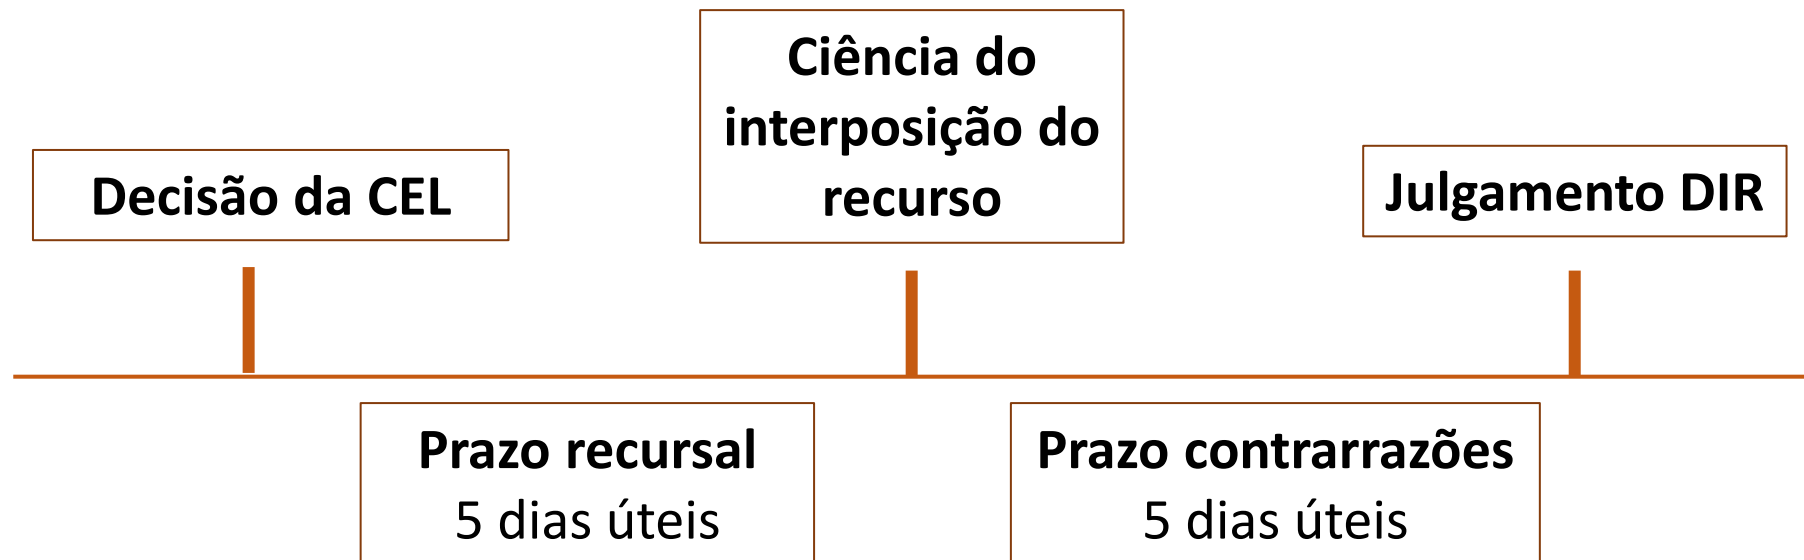 Decisão da CEL
Ciência do
interposição do
recurso
Julgamento DIR
Prazo recursal
5 dias úteis
Prazo contrarrazões
5 dias úteis